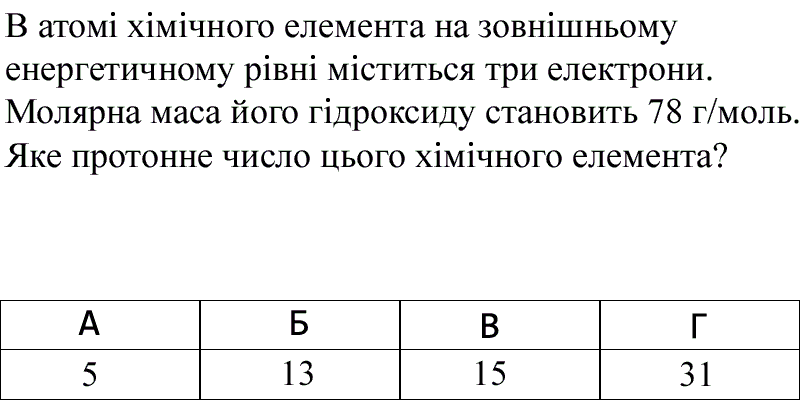 В атомі хімічного елемента на зовнішньому
енергетичному рівні міститься три електрони.
Молярна маса його гідроксиду становить 78 г/моль.
Яке протонне число цього хімічного елемента?
А Б В Г
5 13 15 31